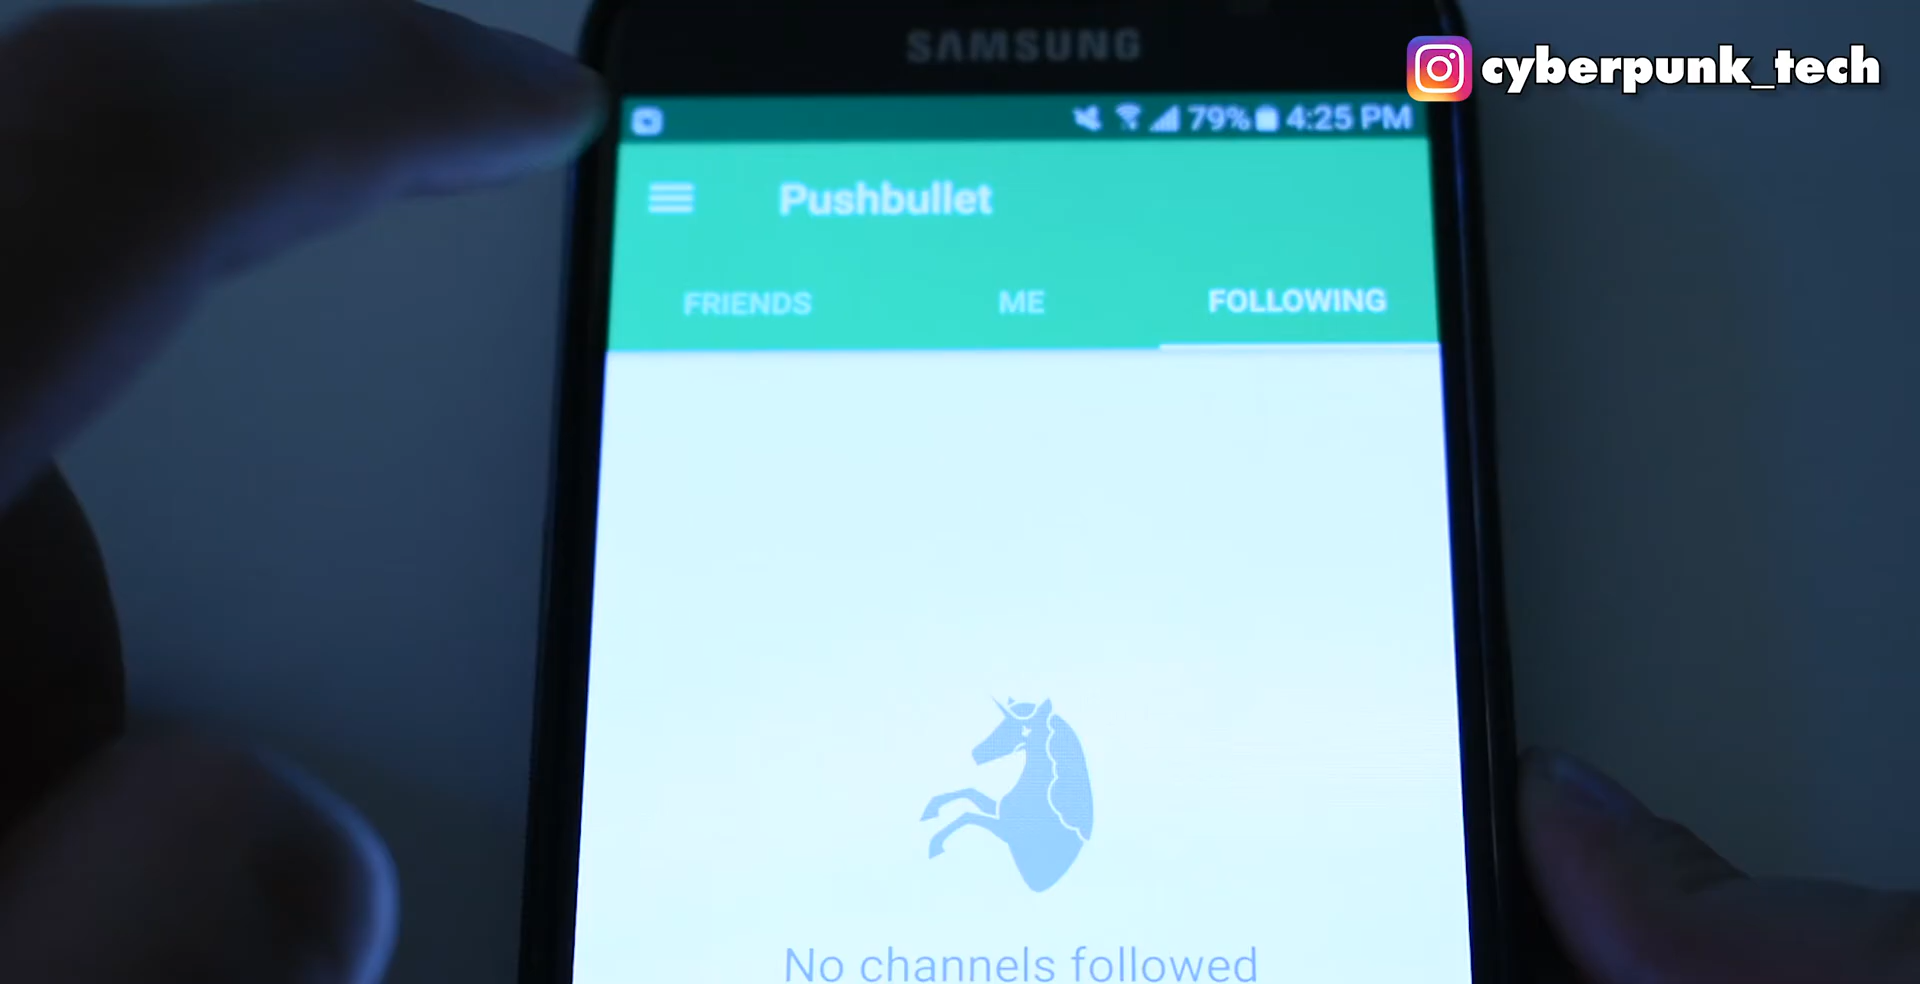 SAMSUNG
cyberpunk_tech
79% 4:25 PM
Pushbullet
FRIENDS ME FOLLOWING
No channels followed